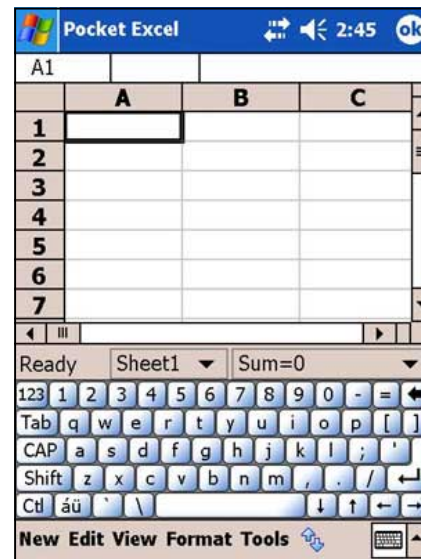 Pocket Excel 2:45 ok
A1
A B C
1
2
3
4
5
6
7
Ready Sheet1 Sum=0
123 1 2 3 4 5 6 7 8 9 0 - =
Tab q w e r t y u i o p [ ]
CAP a s d f g h j k l ; '
Shift z x c v b n m , . /
Ctl áü ` \
New Edit View Format Tools